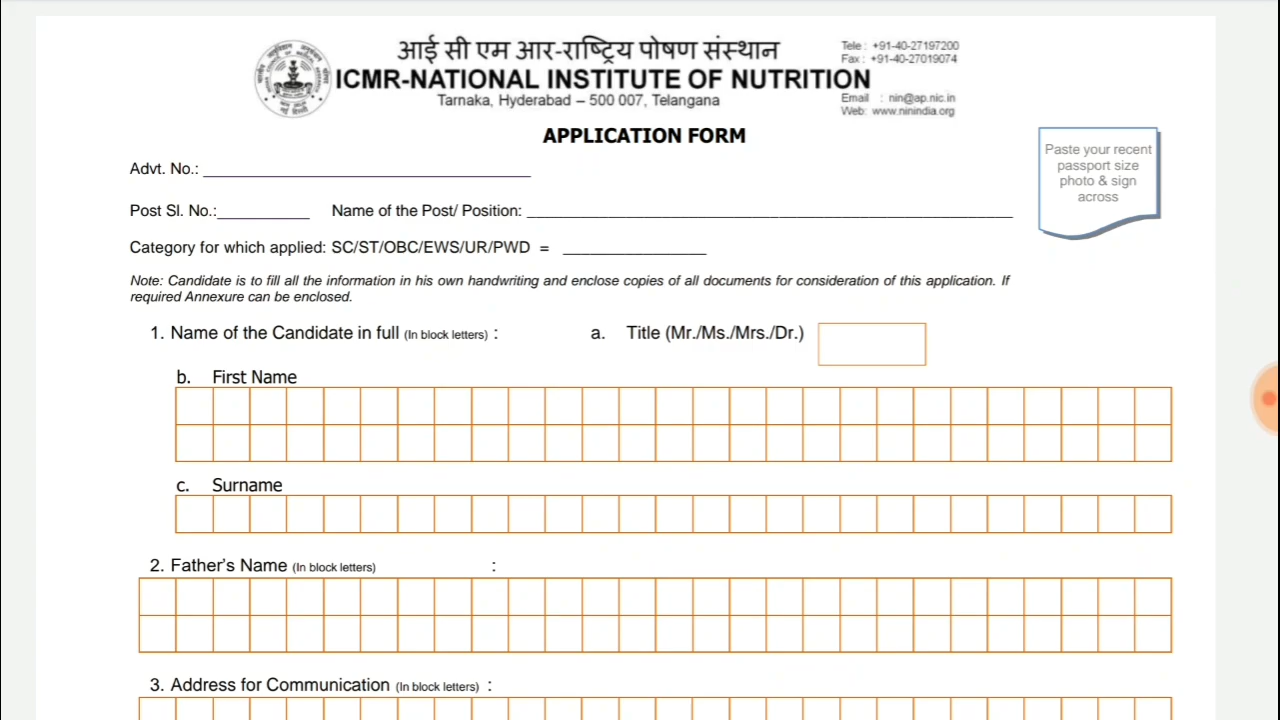 आई सी एम आर-राष्ट्रिय पोषण संस्थान
ICMR-NATIONAL INSTITUTE OF NUTRITION
Tarnaka, Hyderabad – 500 007, Telangana
Tele : +91-40-27197200
Fax : +91-40-27019074
Email : nin@ap.nic.in
Web: www.ninindia.org
APPLICATION FORM
Paste your recent
passport size
photo & sign
across
Advt. No.: ______________________________________
Post Sl. No.:___________ Name of the Post/ Position: __________________________________________________________
Category for which applied: SC/ST/OBC/EWS/UR/PWD = _________________
Note: Candidate is to fill all the information in his own handwriting and enclose copies of all documents for consideration of this application. If
required Annexure can be enclosed.
1. Name of the Candidate in full (In block letters) : a. Title (Mr./Ms./Mrs./Dr.)
b. First Name
c. Surname
2. Father’s Name (In block letters) :
3. Address for Communication (In block letters) :